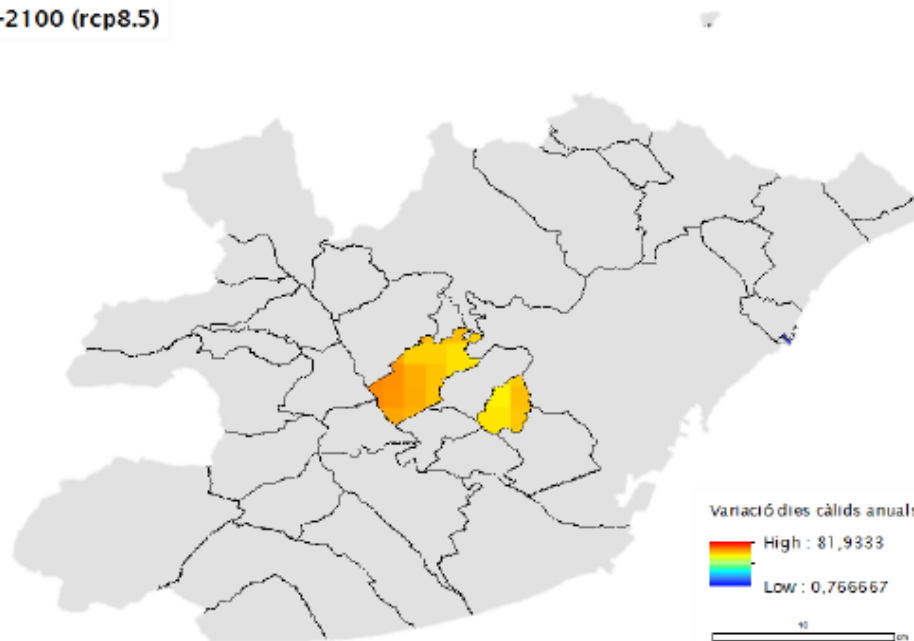 -2100 (rcp8.5)
Variació dies càlids anuals
High : 81,9333
Low : 0,766667